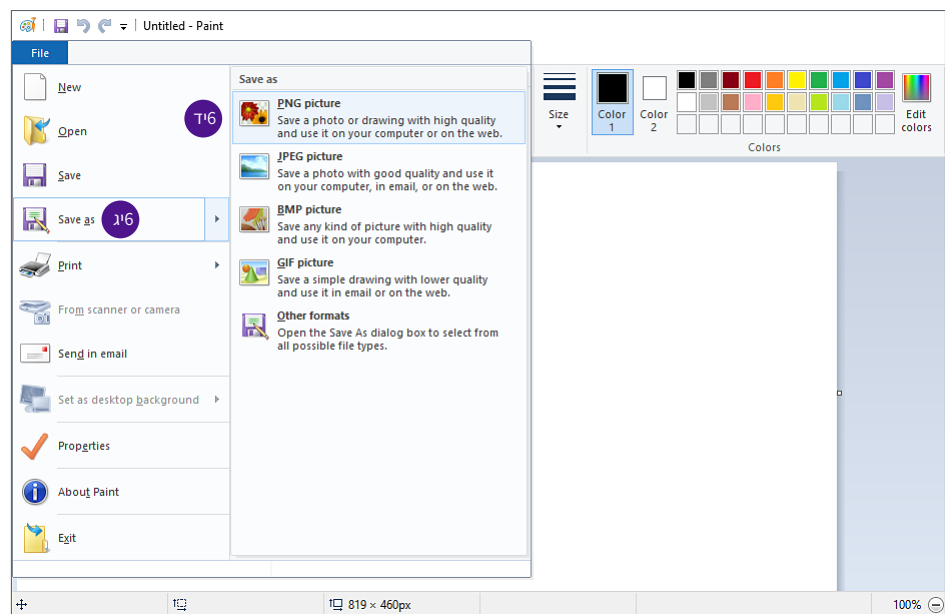 Untitled - Paint
File
New
Open
Save
Save as
6יג
Print
From scanner or camera
Send in email
Set as desktop background
Properties
About Paint
Exit
Save as
6יד
PNG picture
Save a photo or drawing with high quality
and use it on your computer or on the web.
JPEG picture
Save a photo with good quality and use it
on your computer, in email, or on the web.
BMP picture
Save any kind of picture with high quality
and use it on your computer.
GIF picture
Save a simple drawing with lower quality
and use it in email or on the web.
Other formats
Open the Save As dialog box to select from
all possible file types.
Size
Color
1
Color
2
Edit
colors
Colors
819 × 460px
100%